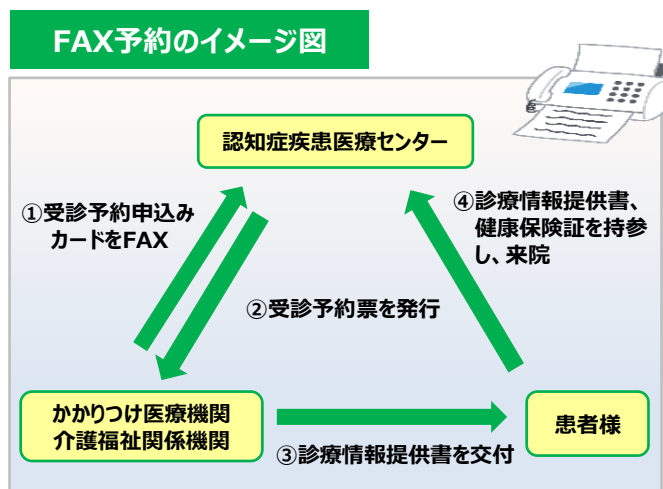 FAX予約のイメージ図
認知症疾患医療センター
①受診予約申込み
カードをFAX
④診療情報提供書、
健康保険証を持参
し、来院
②受診予約票を発行
かかりつけ医療機関
介護福祉関係機関
患者様
③診療情報提供書を交付